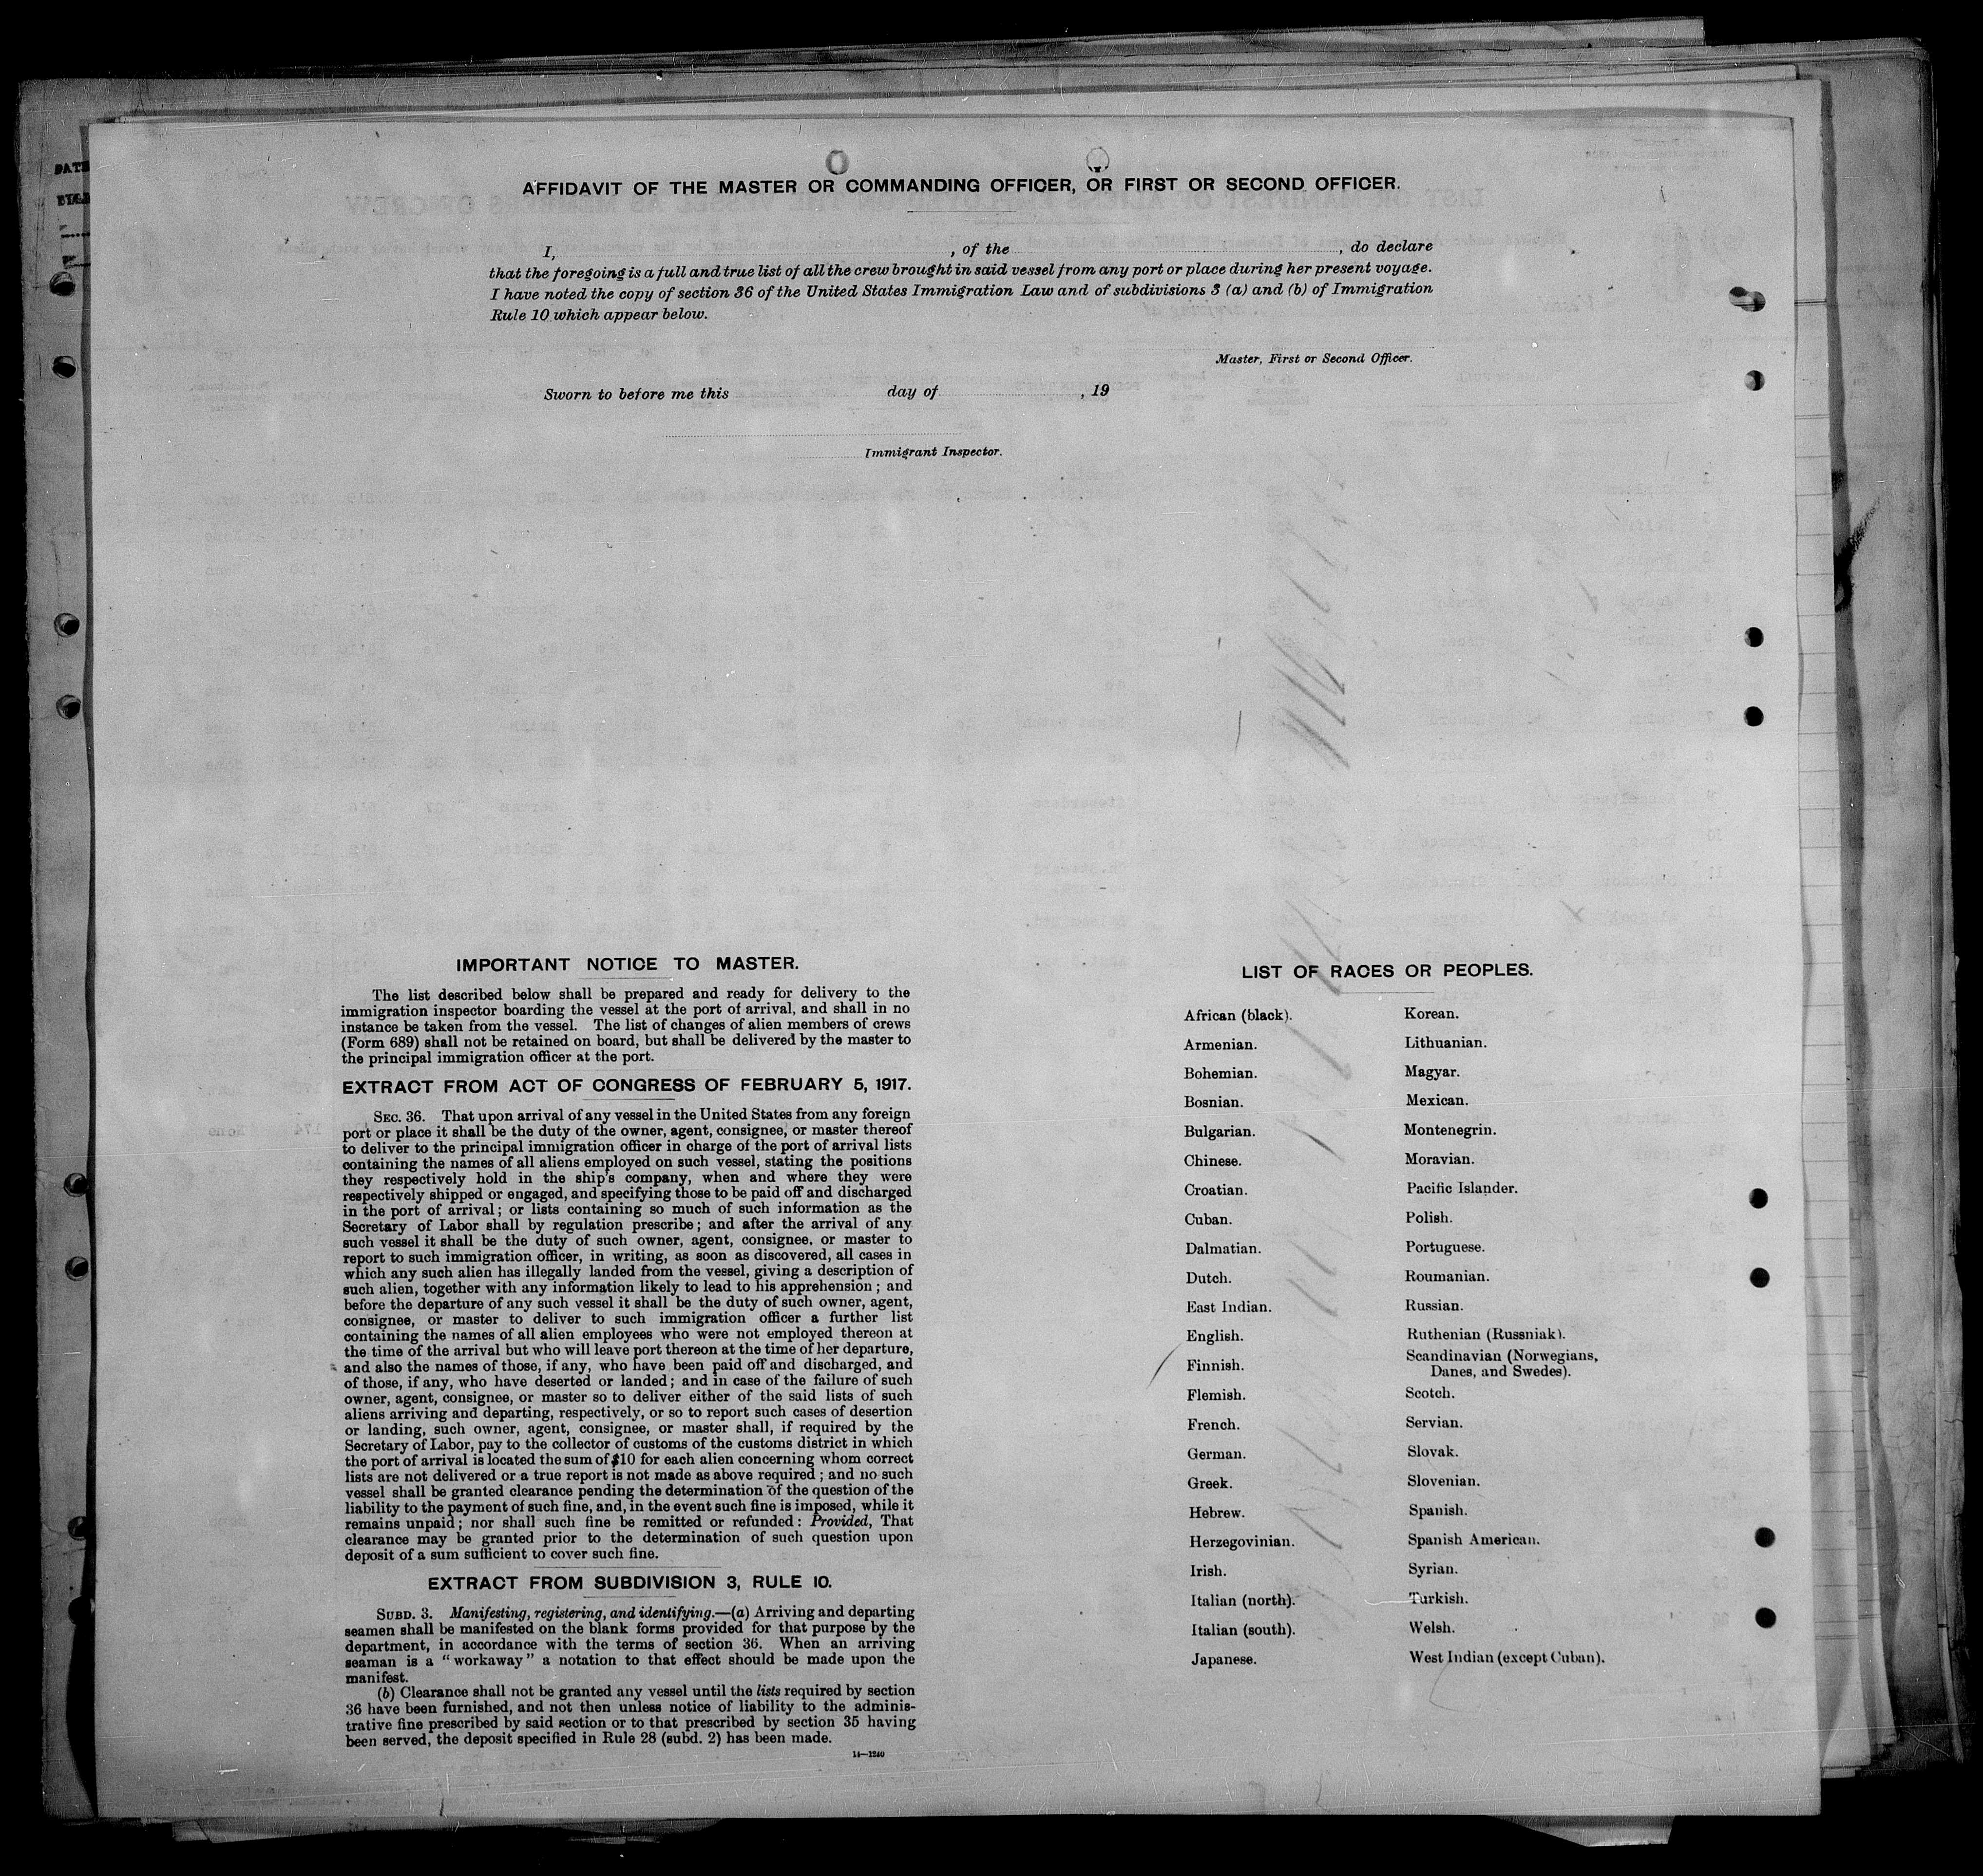 AFFIDAVIT OF THE MASTER OR COMMANDING OFFICER, OR FIRST OR SECOND OFFICER.
I, , of the , do declare
that the foregoing is a full and true list of all the crew brought in said vessel from any port or place during her present voyage.
I have noted the copy of section 36 of the United States Immigration Law and of subdivisions 3 (a) and (b) of Immigration
Rule 10 which appear below.
Master, First or Second Officer.
Sworn to before me this day of , 19
Immigrant Inspector.
IMPORTANT NOTICE TO MASTER.
The list described below shall be prepared and ready for delivery to the
immigration inspector boarding the vessel at the port of arrival, and shall in no
instance be taken from the vessel. The list of changes of alien members of crews
(Form 689) shall not be retained on board, but shall be delivered by the master to
the principal immigration officer at the port.
EXTRACT FROM ACT OF CONGRESS OF FEBRUARY 5, 1917.
SEC. 36. That upon arrival of any vessel in the United States from any foreign
port or place it shall be the duty of the owner, agent, consignee, or master thereof
to deliver to the principal immigration officer in charge of the port of arrival lists
containing the names of all aliens employed on such vessel, stating the positions
they respectively hold in the ship's company, when and where they were
respectively shipped or engaged, and specifying those to be paid off and discharged
in the port of arrival; or lists containing so much of such information as the
Secretary of Labor shall by regulation prescribe; and after the arrival of any
such vessel it shall be the duty of such owner, agent, consignee, or master to
report to such immigration officer, in writing, as soon as discovered, all cases in
which any such alien has illegally landed from the vessel, giving a description of
such alien, together with any information likely to lead to his apprehension; and
before the departure of any such vessel it shall be the duty of such owner, agent,
consignee, or master to deliver to such immigration officer a further list
containing the names of all alien employees who were not employed thereon at
the time of the arrival but who will leave port thereon at the time of her departure,
and also the names of those, if any, who have been paid off and discharged, and
of those, if any, who have deserted or landed; and in case of the failure of such
owner, agent, consignee, or master so to deliver either of the said lists of such
aliens arriving and departing, respectively, or so to report such cases of desertion
or landing, such owner, agent, consignee, or master shall, if required by the
Secretary of Labor, pay to the collector of customs of the customs district in which
the port of arrival is located the sum of $10 for each alien concerning whom correct
lists are not delivered or a true report is not made as above required; and no such
vessel shall be granted clearance pending the determination of the question of the
liability to the payment of such fine, and, in the event such fine is imposed, while it
remains unpaid; nor shall such fine be remitted or refunded: Provided, That
clearance may be granted prior to the determination of such question upon
deposit of a sum sufficient to cover such fine.
EXTRACT FROM SUBDIVISION 3, RULE 10.
SUBD. 3. Manifesting, registering, and identifying.—(a) Arriving and departing
seamen shall be manifested on the blank forms provided for that purpose by the
department, in accordance with the terms of section 36. When an arriving
seaman is a "workaway" a notation to that effect should be made upon the
manifest.
(b) Clearance shall not be granted any vessel until the lists required by section
36 have been furnished, and not then unless notice of liability to the adminis-
trative fine prescribed by said section or to that prescribed by section 35 having
been served, the deposit specified in Rule 28 (subd. 2) has been made.
14—1240
LIST OF RACES OR PEOPLES.
African (black).
Armenian.
Bohemian.
Bosnian.
Bulgarian.
Chinese.
Croatian.
Cuban.
Dalmatian.
Dutch.
East Indian.
English.
Finnish.
Flemish.
French.
German.
Greek.
Hebrew.
Herzegovinian.
Irish.
Italian (north).
Italian (south).
Japanese.
Korean.
Lithuanian.
Magyar.
Mexican.
Montenegrin.
Moravian.
Pacific Islander.
Polish.
Portuguese.
Roumanian.
Russian.
Ruthenian (Russniak).
Scandinavian (Norwegians,
Danes, and Swedes).
Scotch.
Servian.
Slovak.
Slovenian.
Spanish.
Spanish American.
Syrian.
Turkish.
Welsh.
West Indian (except Cuban).